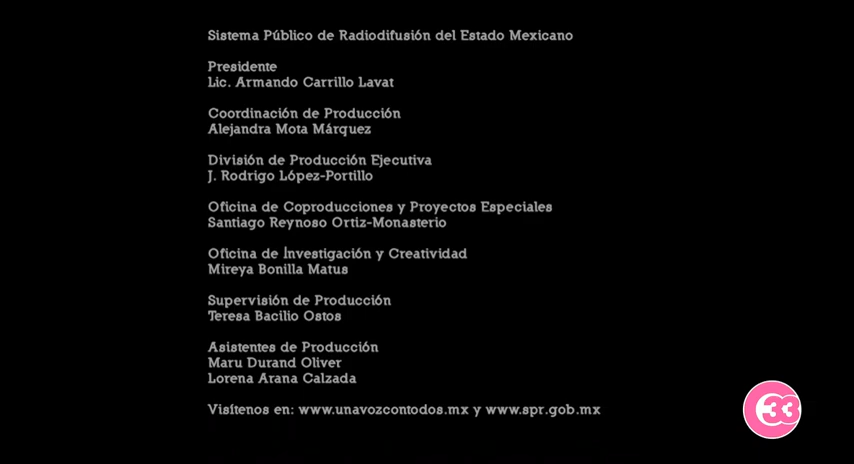 Sistema Público de Radiodifusión del Estado Mexicano
Presidente
Lic. Armando Carrillo Lavat
Coordinación de Producción
Alejandra Mota Márquez
División de Producción Ejecutiva
J. Rodrigo López-Portillo
Oficina de Coproducciones y Proyectos Especiales
Santiago Reynoso Ortiz-Monasterio
Oficina de Investigación y Creatividad
Mireya Bonilla Matus
Supervisión de Producción
Teresa Bacilio Ostos
Asistentes de Producción
Maru Durand Oliver
Lorena Arana Calzada
Visítenos en: www.unavozcontodos.mx y www.spr.gob.mx
33